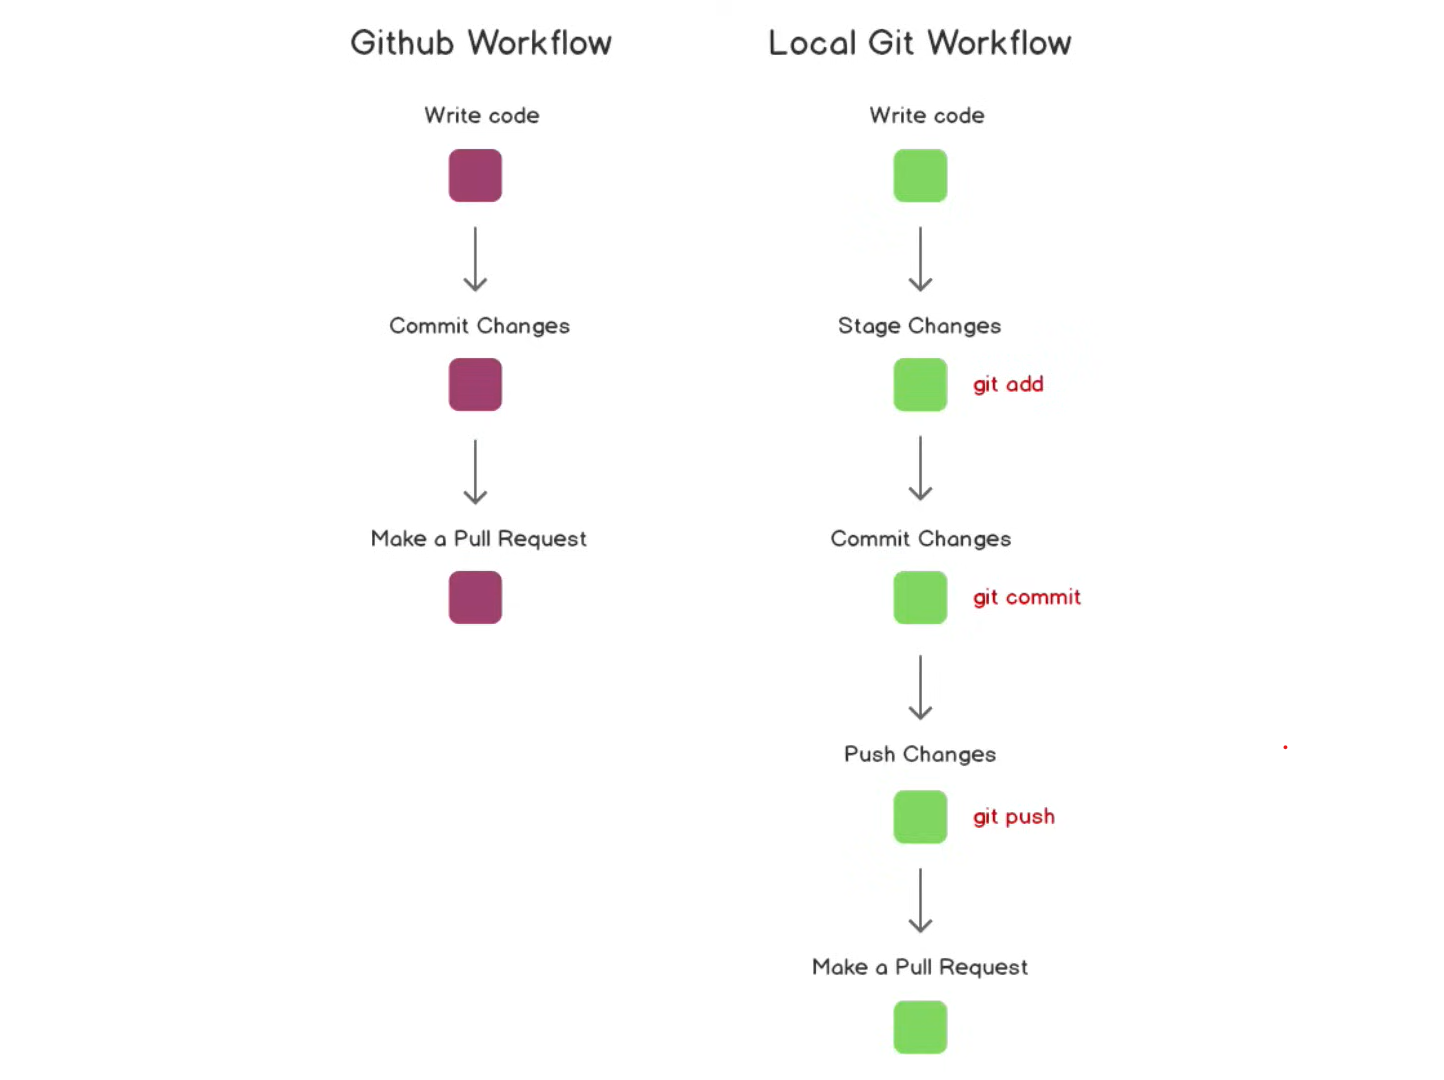 Github Workflow
Write code
Commit Changes
Make a Pull Request
Local Git Workflow
Write code
Stage Changes
git add
Commit Changes
git commit
Push Changes
git push
Make a Pull Request